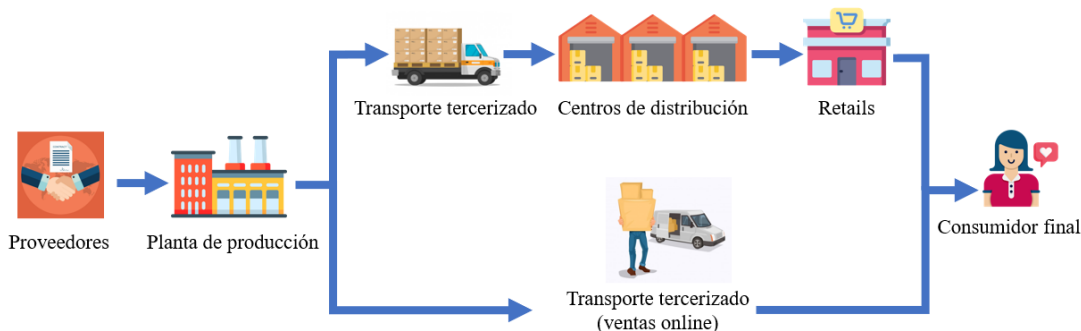 Transporte tercerizado
Centros de distribución
Retails
Proveedores
Planta de producción
Transporte tercerizado
(ventas online)
Consumidor final